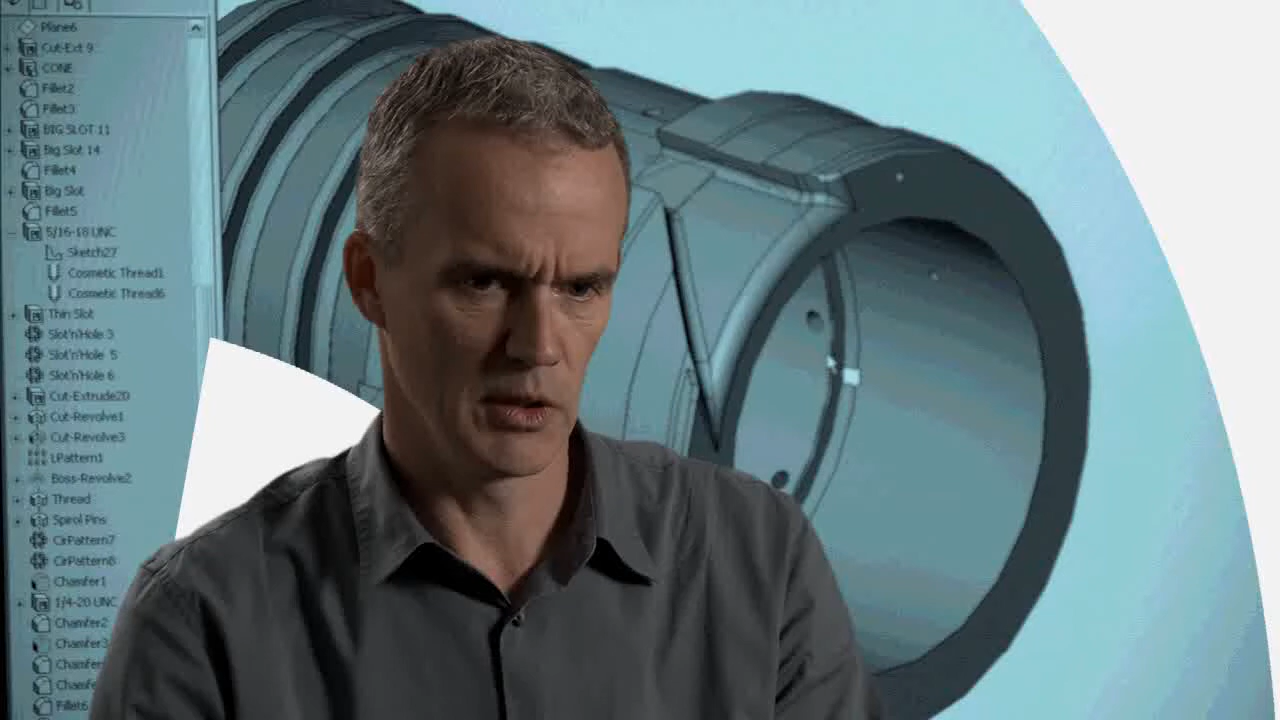 Plane6
Cut-Ext 9
CONE
Fillet2
Fillet3
BIG SLOT 11
Big Slot 14
Fillet4
Big Slot
Fillet5
5/16-18 UNC
Sketch27
Cosmetic Thread1
Cosmetic Thread6
Thin Slot
Slot'n'Hole 3
Slot'n'Hole 5
Slot'n'Hole 6
Cut-Extrude20
Cut-Revolve1
Cut-Revolve3
LPattern1
Boss-Revolve2
Thread
Spirol Pins
CirPattern7
CirPattern8
Chamfer1
1/4-20 UNC
Chamfer2
Chamfer3
Fillet6